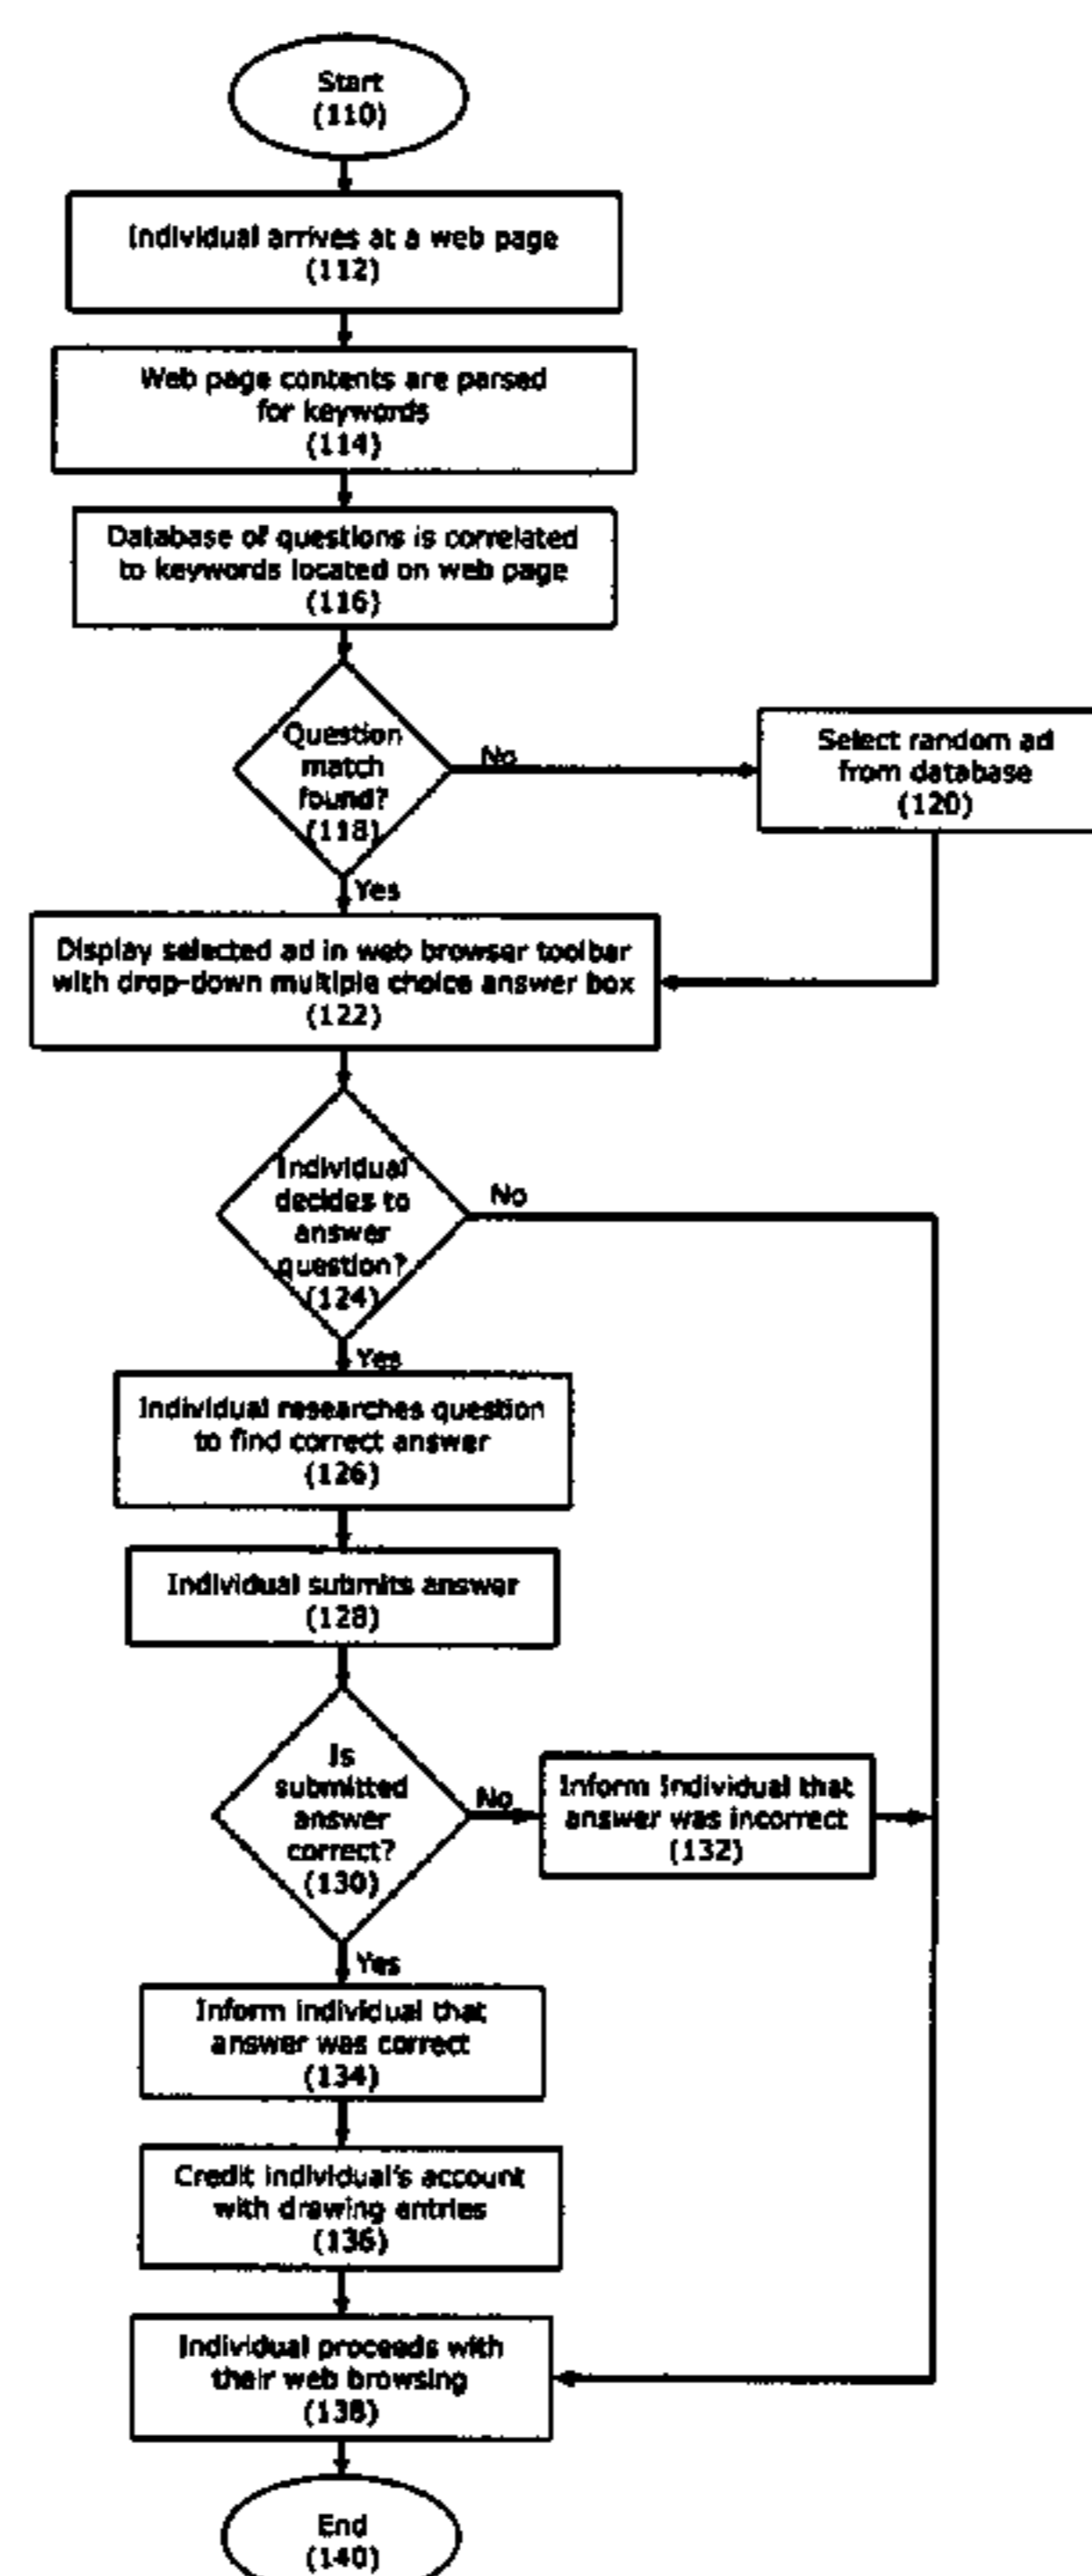 Start
(110)
Individual arrives at a web page
(112)
Web page contents are parsed
for keywords
(114)
Database of questions is correlated
to keywords located on web page
(116)
Question
match
found?
(118)
No
Select random ad
from database
(120)
Yes
Display selected ad in web browser toolbar
with drop-down multiple choice answer box
(122)
Individual
decides to
answer
question?
(124)
No
Yes
Individual researches question
to find correct answer
(126)
Individual submits answer
(128)
Is
submitted
answer
correct?
(130)
No
Inform individual that
answer was incorrect
(132)
Yes
Inform individual that
answer was correct
(134)
Credit individual's account
with drawing entries
(136)
Individual proceeds with
their web browsing
(138)
End
(140)